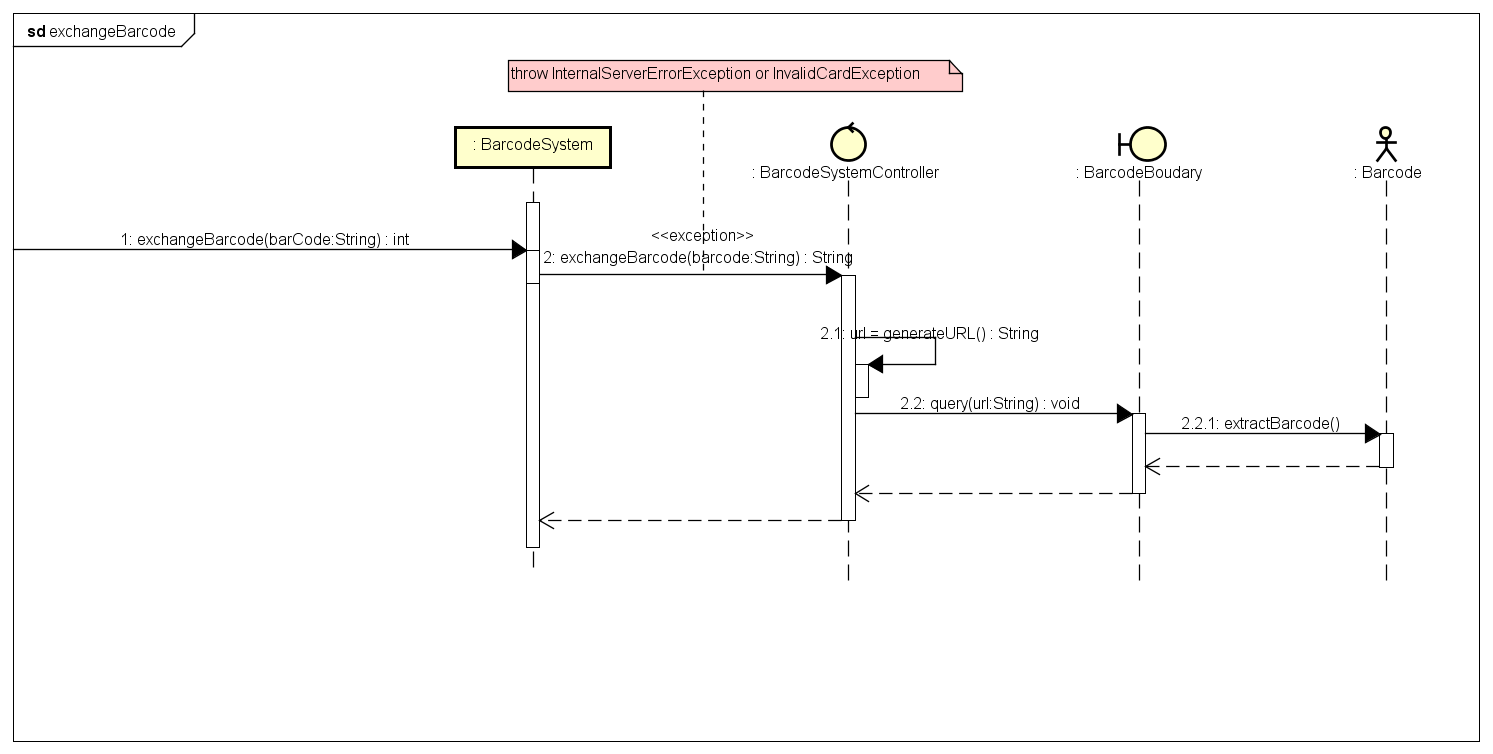 sd exchangeBarcode
throw InternalServerErrorException or InvalidCardException
: BarcodeSystem
: BarcodeSystemController
: BarcodeBoudary
: Barcode
<<exception>>
1: exchangeBarcode(barCode:String) : int
2: exchangeBarcode(barcode:String) : String
2.1: url = generateURL() : String
2.2: query(url:String) : void
2.2.1: extractBarcode()